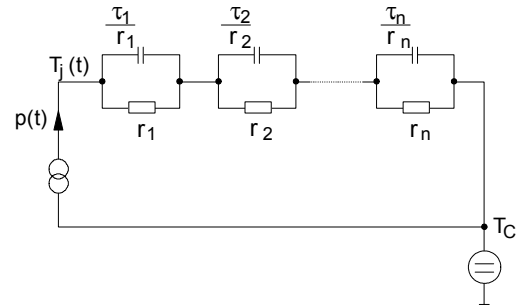 τ1/r1 τ2/r2 τn/rn
Tj(t)
r1 r2 rn
p(t)
TC